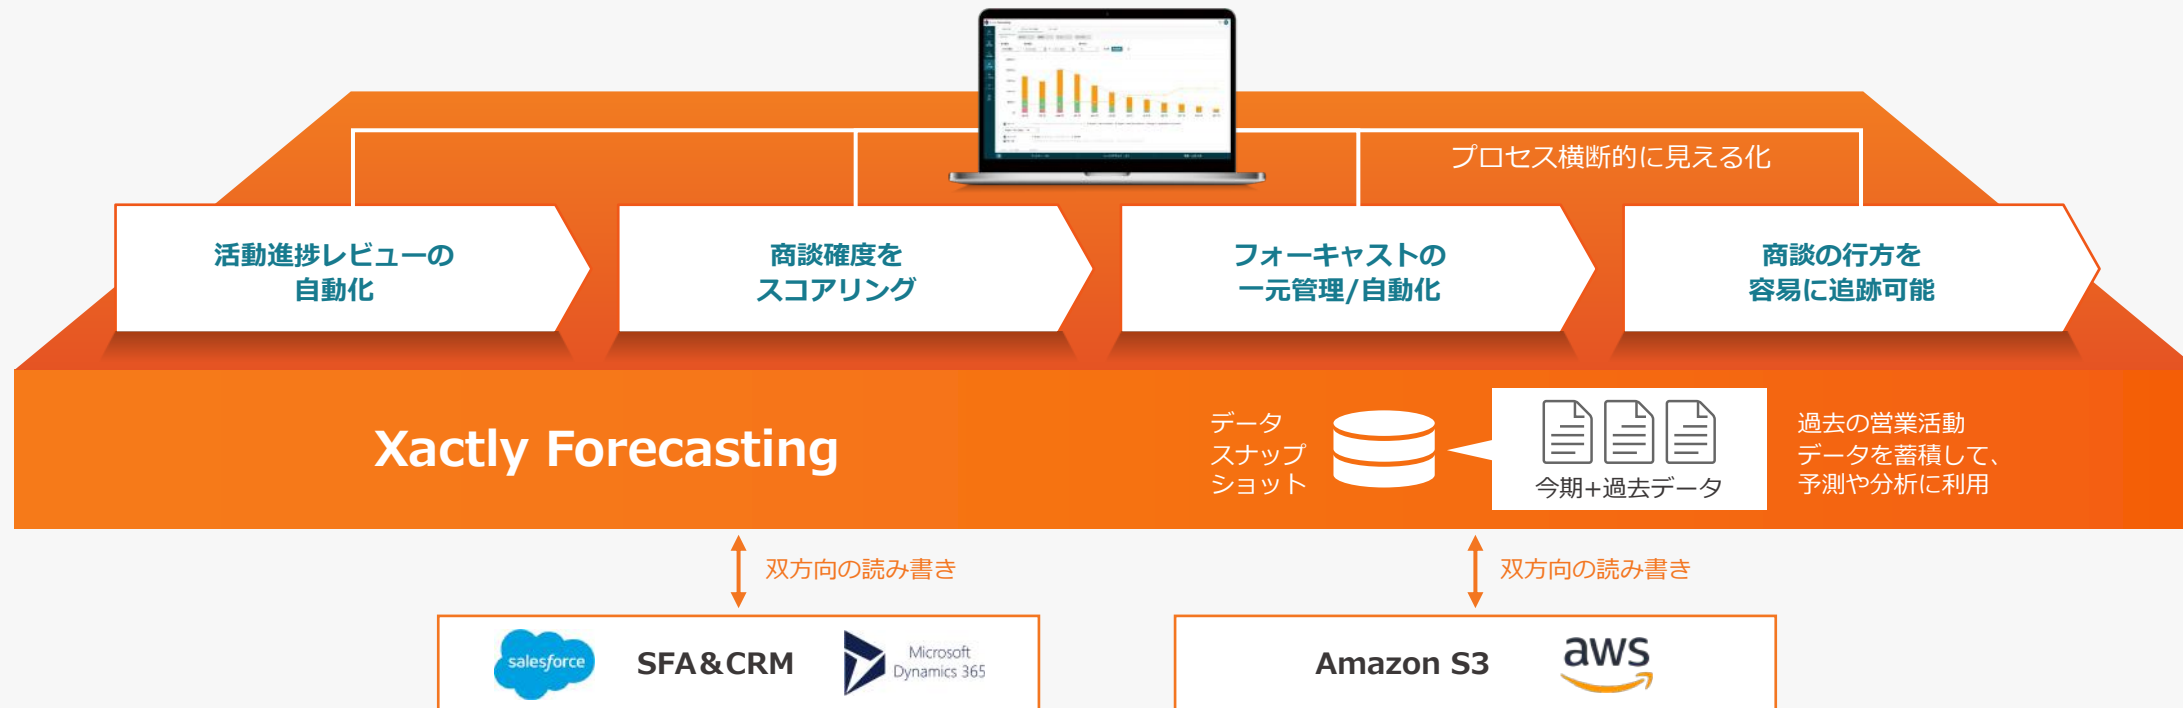 プロセス横断的に見える化
活動進捗レビューの
自動化
商談確度を
スコアリング
フォーキャストの
一元管理/自動化
商談の行方を
容易に追跡可能
Xactly Forecasting
データ
スナップ
ショット
今期+過去データ
過去の営業活動
データを蓄積して、
予測や分析に利用
双方向の読み書き
双方向の読み書き
salesforce
SFA&CRM
Microsoft
Dynamics 365
Amazon S3
aws